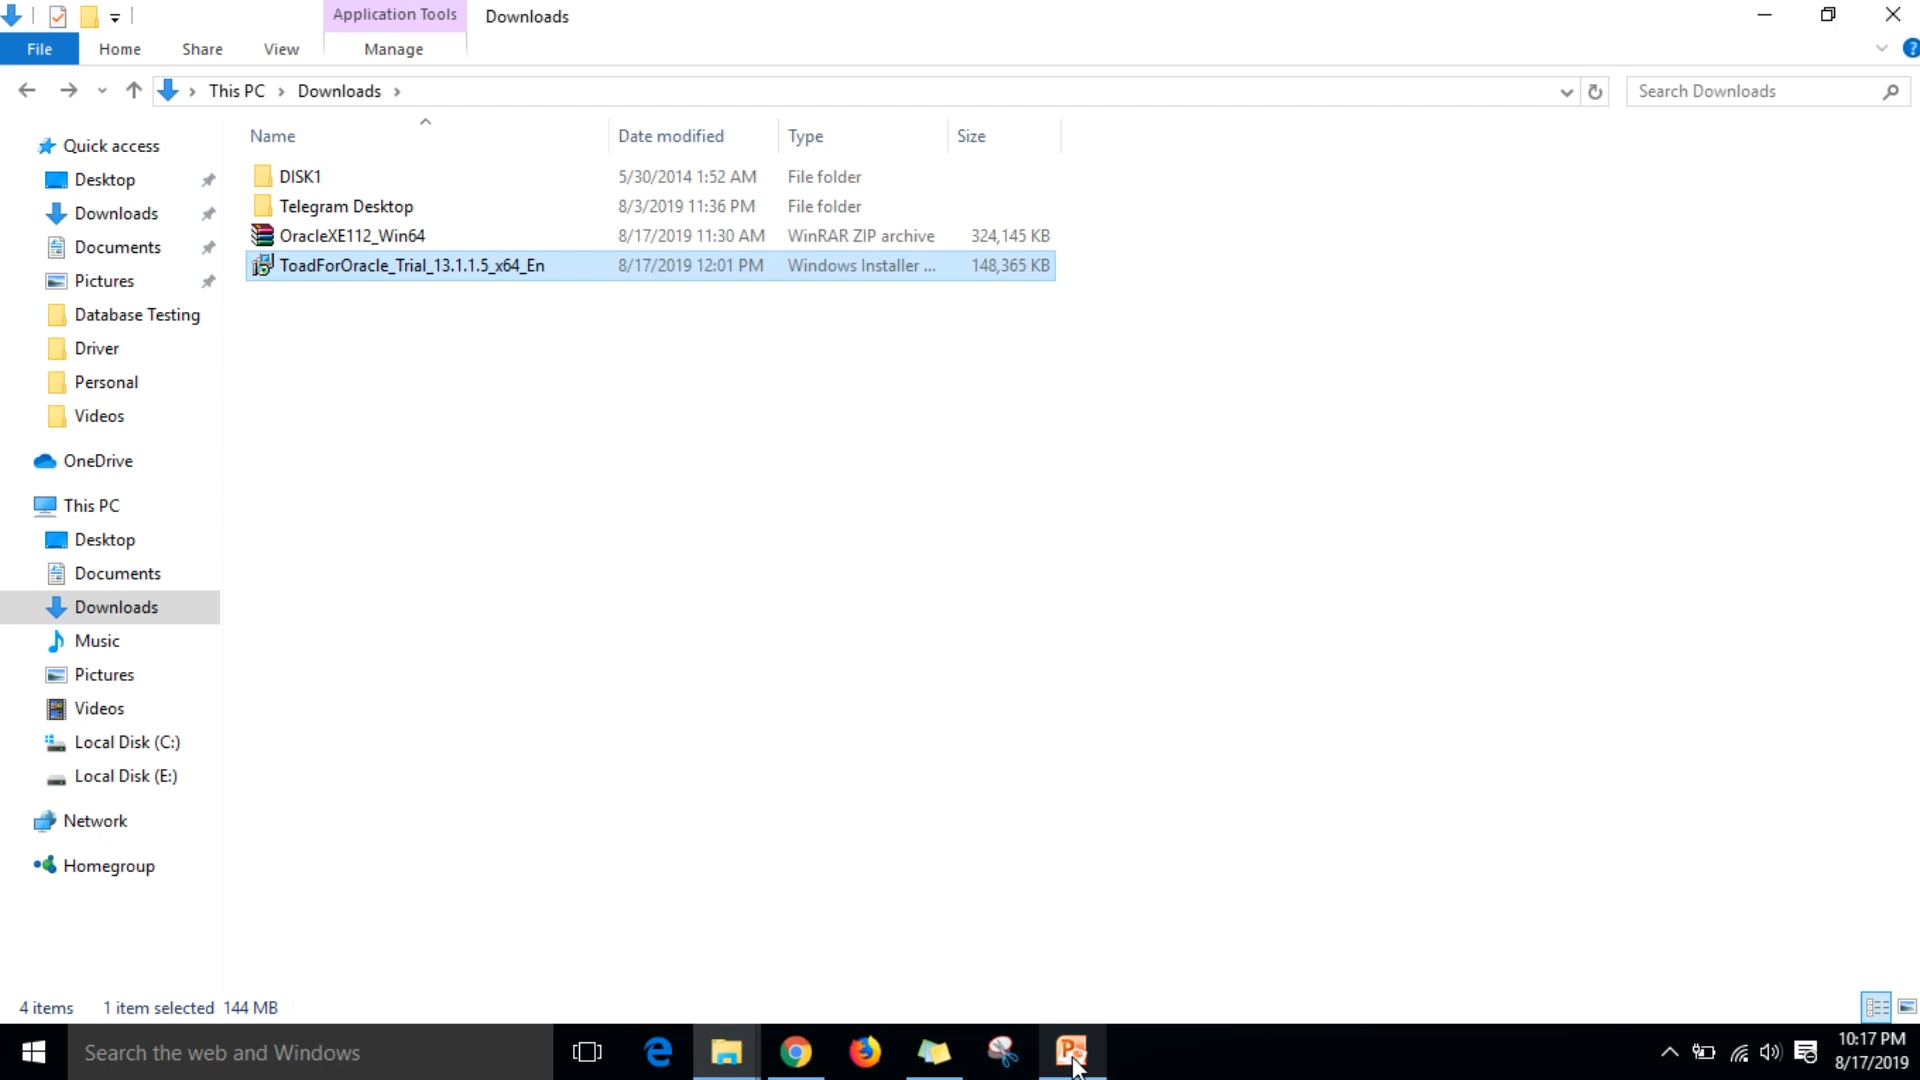 Application Tools
Downloads
File
Home
Share
View
Manage
?
This PC
Downloads
Search Downloads
Name
Date modified
Type
Size
DISK1 5/30/2014 1:52 AM File folder
Telegram Desktop 8/3/2019 11:36 PM File folder
OracleXE112_Win64 8/17/2019 11:30 AM WinRAR ZIP archive 324,145 KB
ToadForOracle_Trial_13.1.1.5_x64_En 8/17/2019 12:01 PM Windows Installer ... 148,365 KB
Quick access
Desktop
Downloads
Documents
Pictures
Database Testing
Driver
Personal
Videos
OneDrive
This PC
Desktop
Documents
Downloads
Music
Pictures
Videos
Local Disk (C:)
Local Disk (E:)
Network
Homegroup
4 items 1 item selected 144 MB
Search the web and Windows
10:17 PM
8/17/2019